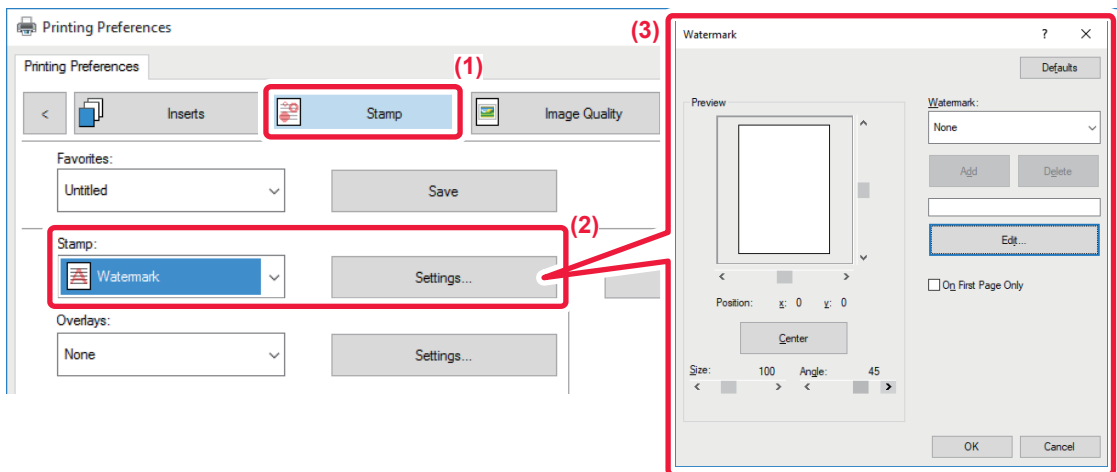 Printing Preferences
Printing Preferences
(1)
< Inserts Stamp Image Quality
Favorites:
Untitled Save
(2)
Stamp:
Watermark Settings...
Overlays:
None Settings...
(3)
Watermark ? ×
Defaults
Preview
Watermark:
None
Add Delete
Edit...
On First Page Only
Position: x: 0 y: 0
Center
Size: 100 Angle: 45
OK Cancel